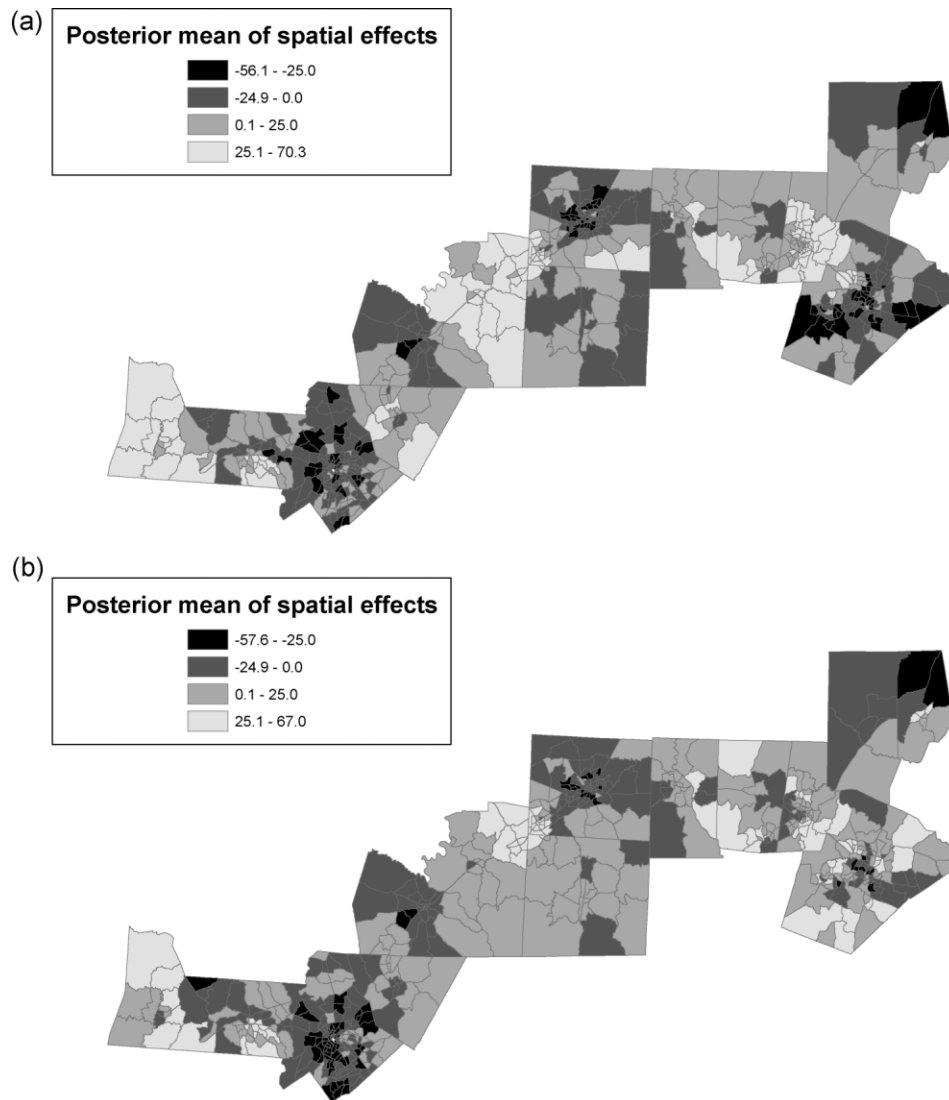 (a)
Posterior mean of spatial effects
-56.1 - -25.0
-24.9 - 0.0
0.1 - 25.0
25.1 - 70.3
(b)
Posterior mean of spatial effects
-57.6 - -25.0
-24.9 - 0.0
0.1 - 25.0
25.1 - 67.0